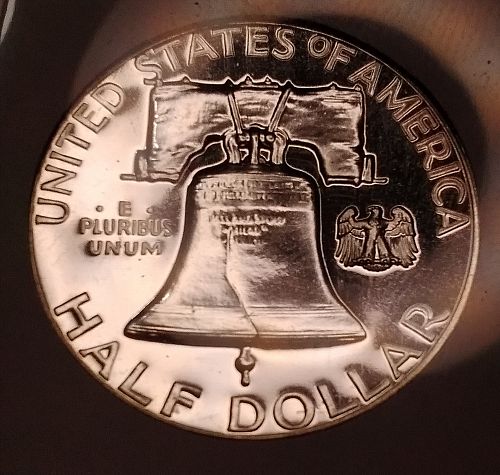 UNITED STATES OF AMERICA
· E ·
PLURIBUS
UNUM
HALF DOLLAR